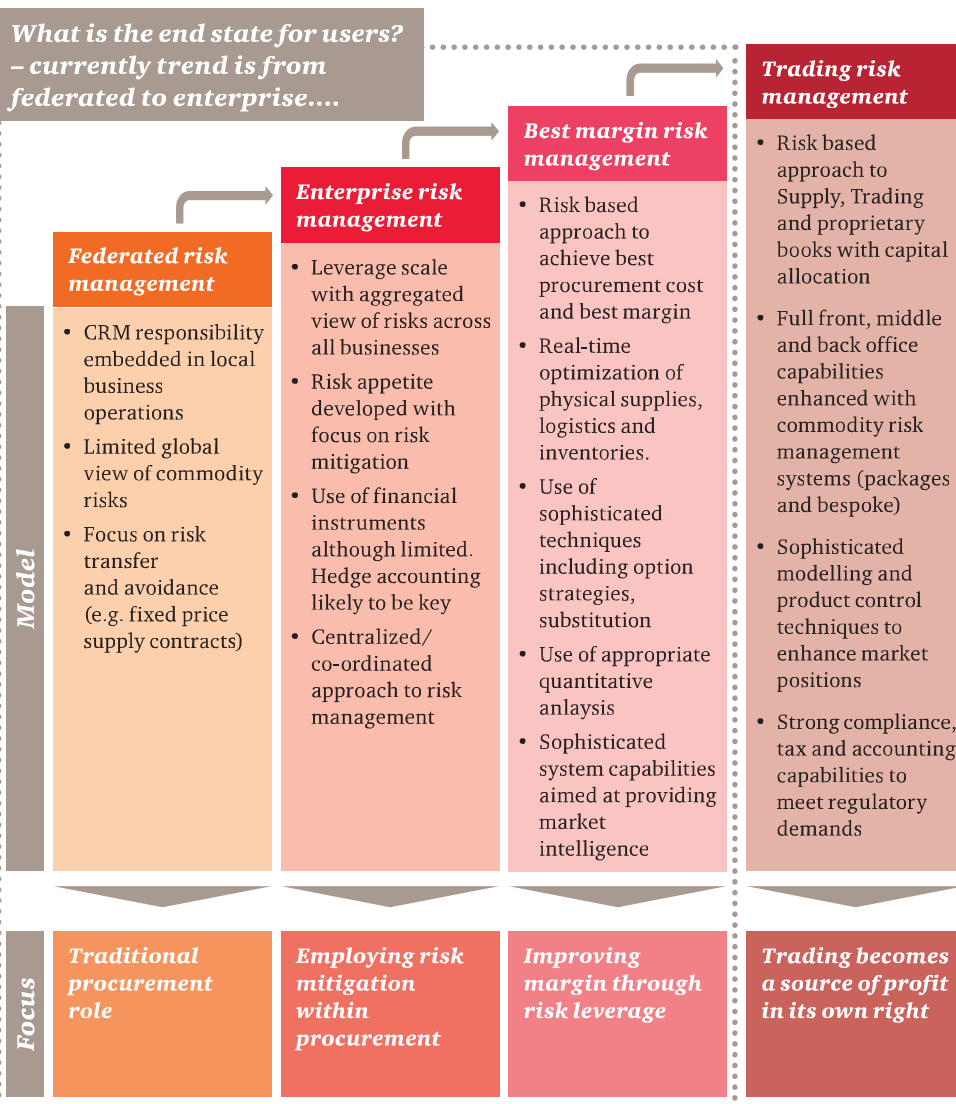 What is the end state for users?
– currently trend is from
federated to enterprise....
Federated risk
management
Enterprise risk
management
Best margin risk
management
Trading risk
management
Model
• CRM responsibility
embedded in local
business
operations
• Limited global
view of commodity
risks
• Focus on risk
transfer
and avoidance
(e.g. fixed price
supply contracts)
• Leverage scale
with aggregated
view of risks across
all businesses
• Risk appetite
developed with
focus on risk
mitigation
• Use of financial
instruments
although limited.
Hedge accounting
likely to be key
• Centralized/
co-ordinated
approach to risk
management
• Risk based
approach to
achieve best
procurement cost
and best margin
• Real-time
optimization of
physical supplies,
logistics and
inventories.
• Use of
sophisticated
techniques
including option
strategies,
substitution
• Use of appropriate
quantitative
anlaysis
• Sophisticated
system capabilities
aimed at providing
market
intelligence
• Risk based
approach to
Supply, Trading
and proprietary
books with capital
allocation
• Full front, middle
and back office
capabilities
enhanced with
commodity risk
management
systems (packages
and bespoke)
• Sophisticated
modelling and
product control
techniques to
enhance market
positions
• Strong compliance,
tax and accounting
capabilities to
meet regulatory
demands
Focus
Traditional
procurement
role
Employing risk
mitigation
within
procurement
Improving
margin through
risk leverage
Trading becomes
a source of profit
in its own right